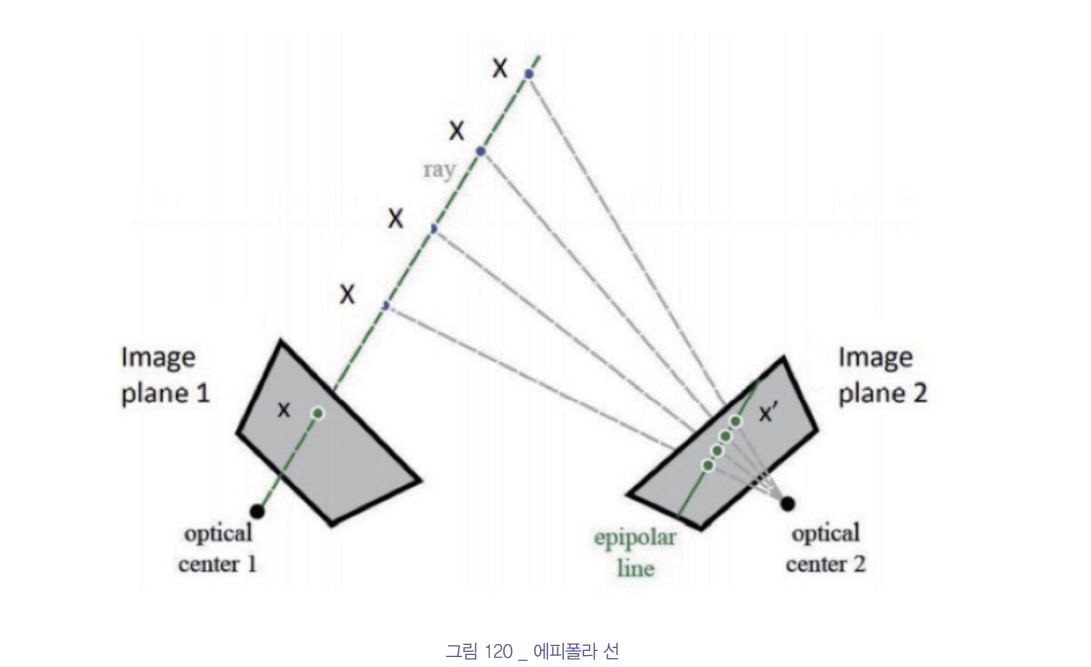 X
X
ray
X
X
Image
plane 1
x
Image
plane 2
x′
optical
center 1
epipolar
line
optical
center 2
그림 120 _ 에피폴라 선